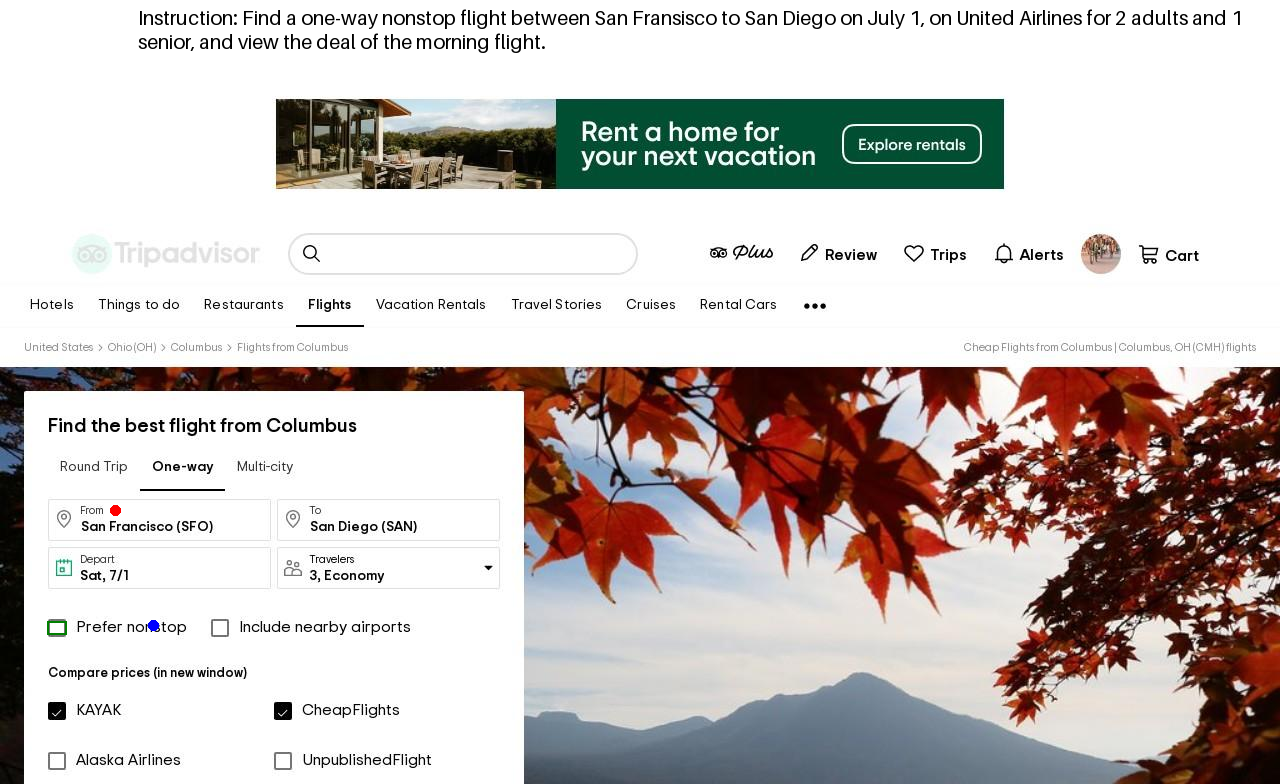 Instruction: Find a one-way nonstop flight between San Fransisco to San Diego on July 1, on United Airlines for 2 adults and 1
senior, and view the deal of the morning flight.
Rent a home for
your next vacation
Explore rentals
Tripadvisor
Plus
Review
Trips
Alerts
Cart
Hotels
Things to do
Restaurants
Flights
Vacation Rentals
Travel Stories
Cruises
Rental Cars
United States > Ohio (OH) > Columbus > Flights from Columbus
Cheap Flights from Columbus | Columbus, OH (CMH) flights
Find the best flight from Columbus
Round Trip
One-way
Multi-city
From
San Francisco (SFO)
To
San Diego (SAN)
Depart
Sat, 7/1
Travelers
3, Economy
Prefer nonstop
Include nearby airports
Compare prices (in new window)
KAYAK
CheapFlights
Alaska Airlines
UnpublishedFlight